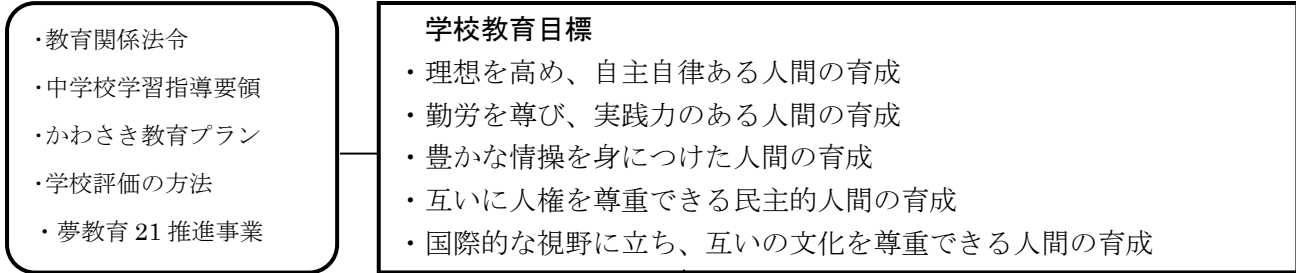 ・教育関係法令
・中学校学習指導要領
・かわさき教育プラン
・学校評価の方法
・夢教育 21 推進事業
学校教育目標
・理想を高め、自主自律ある人間の育成
・勤労を尊び、実践力のある人間の育成
・豊かな情操を身につけた人間の育成
・互いに人権を尊重できる民主的人間の育成
・国際的な視野に立ち、互いの文化を尊重できる人間の育成